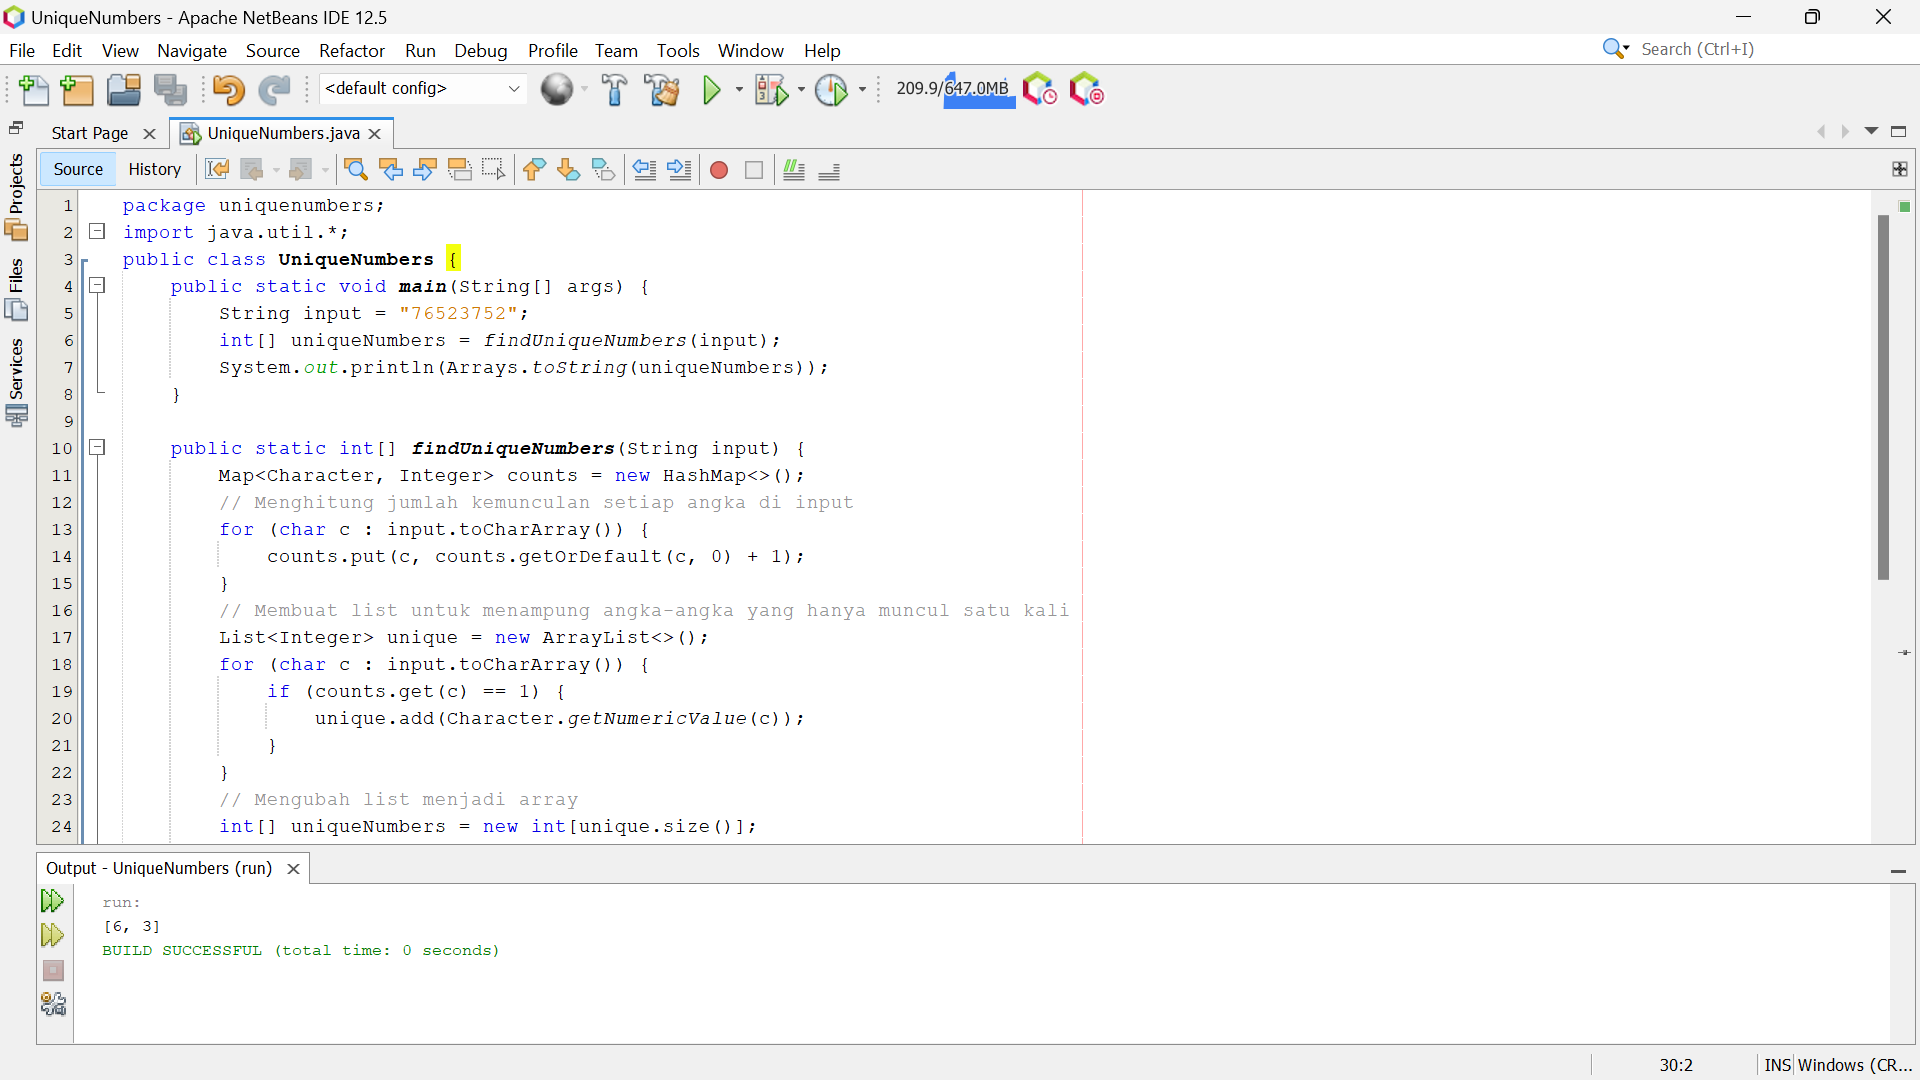 UniqueNumbers - Apache NetBeans IDE 12.5
File Edit View Navigate Source Refactor Run Debug Profile Team Tools Window Help
Search (Ctrl+I)
<default config>
209.9/647.0MB
Start Page
UniqueNumbers.java
Projects
Files
Services
Source History
1 package uniquenumbers;
2 import java.util.*;
3 public class UniqueNumbers {
4 public static void main(String[] args) {
5 String input = "76523752";
6 int[] uniqueNumbers = findUniqueNumbers(input);
7 System.out.println(Arrays.toString(uniqueNumbers));
8 }
9
10 public static int[] findUniqueNumbers(String input) {
11 Map<Character, Integer> counts = new HashMap<>();
12 // Menghitung jumlah kemunculan setiap angka di input
13 for (char c : input.toCharArray()) {
14 counts.put(c, counts.getOrDefault(c, 0) + 1);
15 }
16 // Membuat list untuk menampung angka-angka yang hanya muncul satu kali
17 List<Integer> unique = new ArrayList<>();
18 for (char c : input.toCharArray()) {
19 if (counts.get(c) == 1) {
20 unique.add(Character.getNumericValue(c));
21 }
22 }
23 // Mengubah list menjadi array
24 int[] uniqueNumbers = new int[unique.size()];
Output - UniqueNumbers (run)
run:
[6, 3]
BUILD SUCCESSFUL (total time: 0 seconds)
30:2 INS Windows (CR...